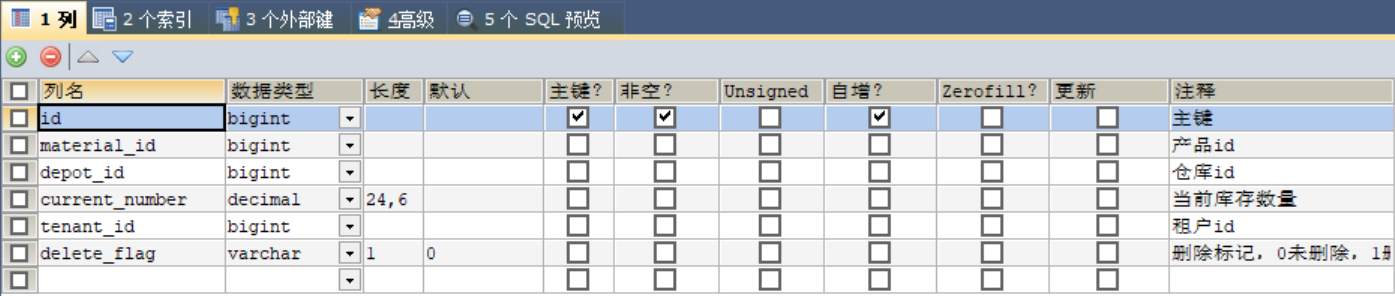 1 列 2 个索引 3 个外部键 4高级 5 个 SQL 预览
列名 数据类型 长度 默认 主键? 非空? Unsigned 自增? Zerofill? 更新 注释
id bigint 主键
material_id bigint 产品id
depot_id bigint 仓库id
current_number decimal 24,6 当前库存数量
tenant_id bigint 租户id
delete_flag varchar 1 0 删除标记，0未删除，1